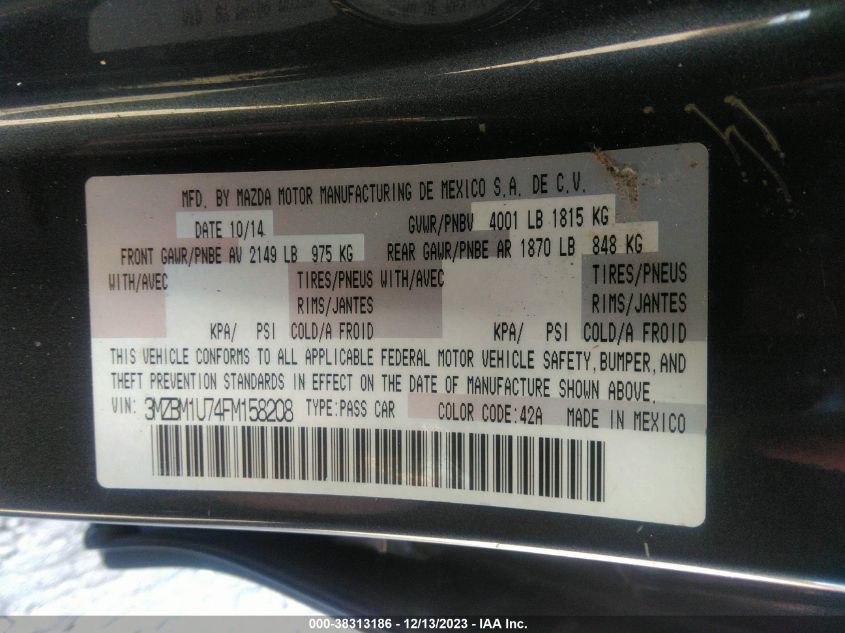 MFD. BY MAZDA MOTOR MANUFACTURING DE MEXICO S.A. DE C.V.
DATE 10/14 GVWR/PNBV 4001 LB 1815 KG
FRONT GAWR/PNBE AV 2149 LB 975 KG REAR GAWR/PNBE AR 1870 LB 848 KG
WITH/AVEC TIRES/PNEUS WITH/AVEC TIRES/PNEUS
RIMS/JANTES RIMS/JANTES
KPA/ PSI COLD/A FROID KPA/ PSI COLD/A FROID
THIS VEHICLE CONFORMS TO ALL APPLICABLE FEDERAL MOTOR VEHICLE SAFETY, BUMPER, AND
THEFT PREVENTION STANDARDS IN EFFECT ON THE DATE OF MANUFACTURE SHOWN ABOVE.
VIN: 3MZBM1U74FM158208 TYPE:PASS CAR COLOR CODE:42A MADE IN MEXICO
000-38313186 - 12/13/2023 - IAA Inc.